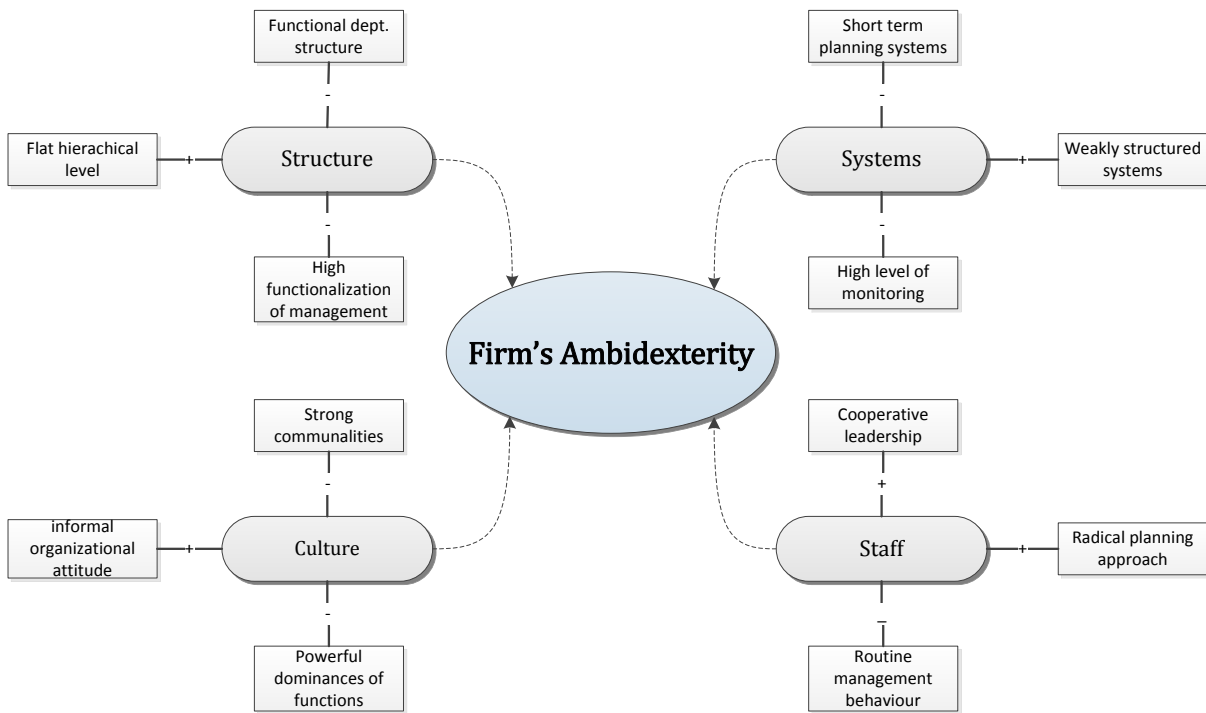 Functional dept.
structure
-
Flat hierachical
level
+
Structure
-
High
functionalization
of management
Short term
planning systems
-
Systems
+
Weakly structured
systems
-
High level of
monitoring
Firm's Ambidexterity
Strong
communalities
-
informal
organizational
attitude
+
Culture
-
Powerful
dominances of
functions
Cooperative
leadership
+
Staff
+
Radical planning
approach
–
Routine
management
behaviour